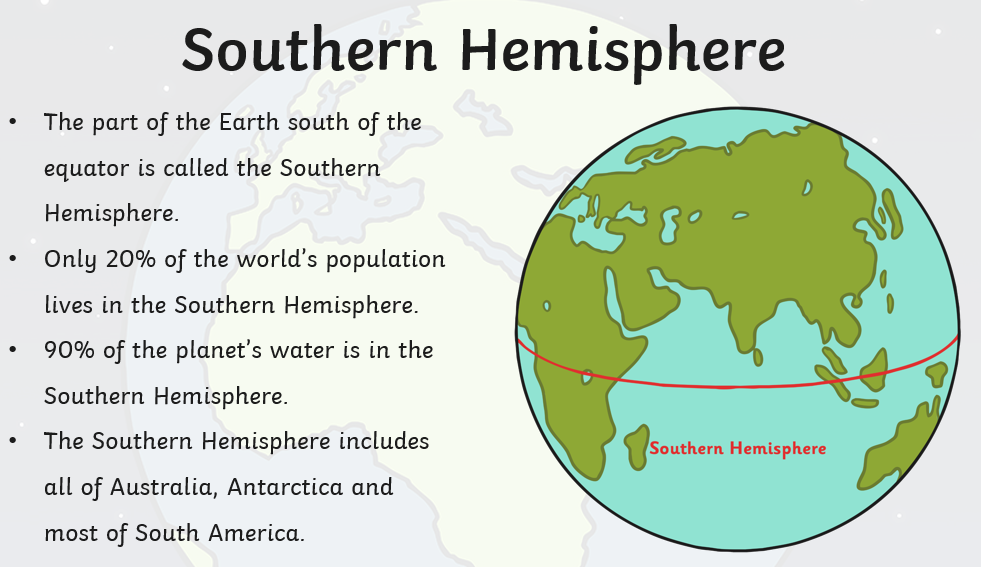 Southern Hemisphere
• The part of the Earth south of the
equator is called the Southern
Hemisphere.
• Only 20% of the world's population
lives in the Southern Hemisphere.
• 90% of the planet's water is in the
Southern Hemisphere.
• The Southern Hemisphere includes
all of Australia, Antarctica and
most of South America.
Southern Hemisphere